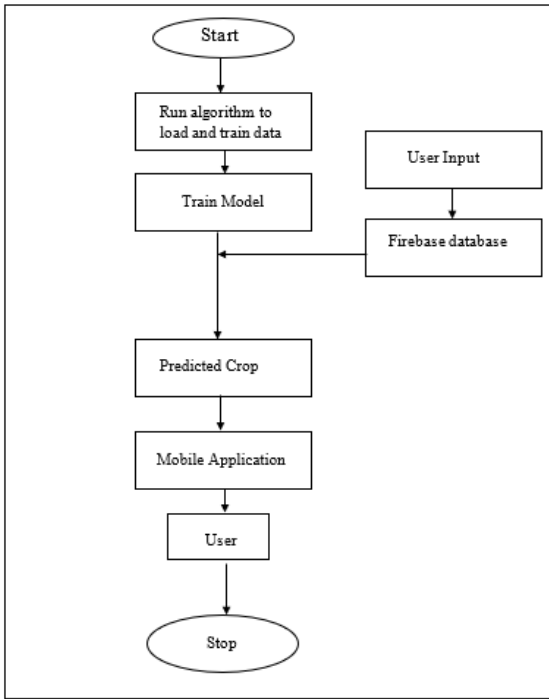 Start
Run algorithm to
load and train data
User Input
Train Model
Firebase database
Predicted Crop
Mobile Application
User
Stop